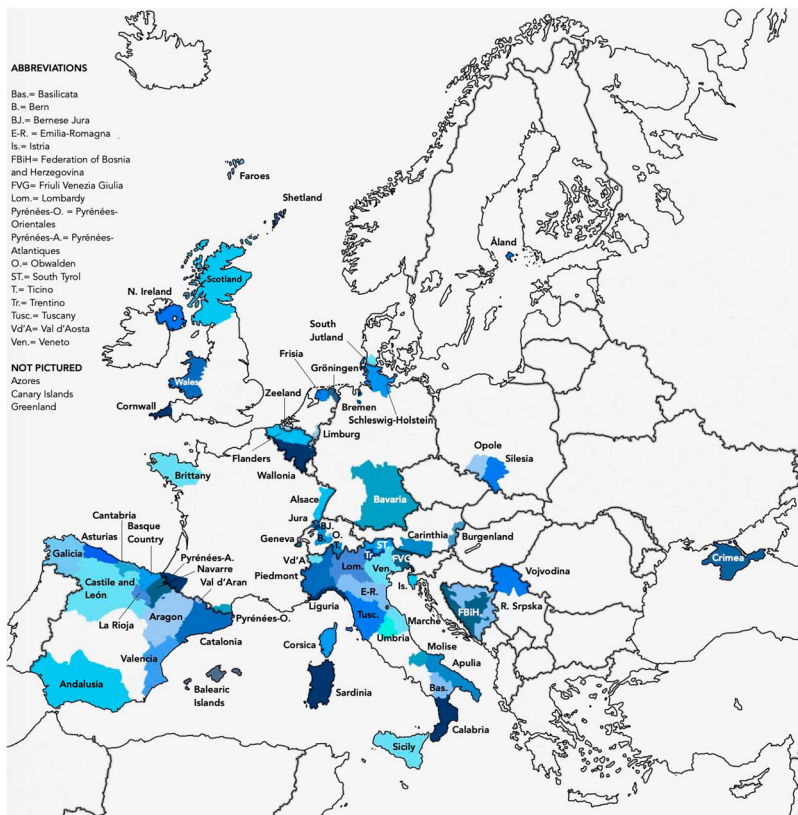 ABBREVIATIONS
Bas.= Basilicata
B.= Bern
BJ.= Bernese Jura
E-R. = Emilia-Romagna
Is.= Istria
FBiH= Federation of Bosnia
and Herzegovina
FVG= Friuli Venezia Giulia
Lom.= Lombardy
Pyrénées-O. = Pyrénées-
Orientales
Pyrénées-A.= Pyrénées-
Atlantiques
O.= Obwalden
ST.= South Tyrol
T.= Ticino
Tr.= Trentino
Tusc.= Tuscany
Vd'A= Val d'Aosta
Ven.= Veneto
NOT PICTURED
Azores
Canary Islands
Greenland
Faroes
Shetland
Åland
Scotland
N. Ireland
South
Jutland
Frisia
Gröningen
Wales
Zeeland
Bremen
Cornwall
Schleswig-Holstein
Limburg
Flanders
Opole
Silesia
Wallonia
Brittany
Alsace
Bavaria
Cantabria
Jura
BJ.
Basque
Country
Asturias
O.
Carinthia
Burgenland
Geneva
B.
T.
ST.
Galicia
Pyrénées-A.
Vd'A
Tr.
FVG
Crimea
Navarre
Lom.
Ven.
Vojvodina
Castile and
León
Val d'Aran
Piedmont
Is.
E-R.
R. Srpska
FBiH.
Liguria
La Rioja
Aragon
Pyrénées-O.
Tusc.
Marche
Umbria
Catalonia
Corsica
Molise
Valencia
Apulia
Andalusia
Balearic
Islands
Sardinia
Bas.
Calabria
Sicily